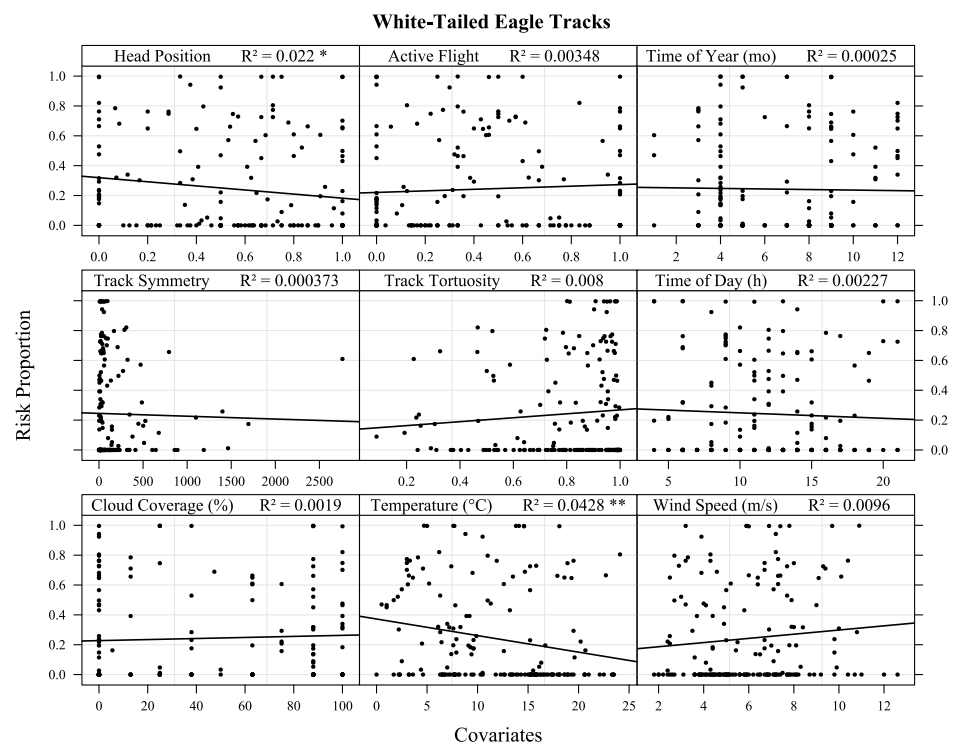 White-Tailed Eagle Tracks
Head Position R² = 0.022 *
Active Flight R² = 0.00348
Time of Year (mo) R² = 0.00025
1.0
0.8
0.6
0.4
0.2
0.0
0.0 0.2 0.4 0.6 0.8 1.0
0.0 0.2 0.4 0.6 0.8 1.0
2 4 6 8 10 12
Track Symmetry R² = 0.000373
Track Tortuosity R² = 0.008
Time of Day (h) R² = 0.00227
1.0
0.8
0.6
0.4
0.2
0.0
0 500 1000 1500 2000 2500
0.2 0.4 0.6 0.8 1.0
5 10 15 20
Cloud Coverage (%) R² = 0.0019
Temperature (°C) R² = 0.0428 **
Wind Speed (m/s) R² = 0.0096
1.0
0.8
0.6
0.4
0.2
0.0
0 20 40 60 80 100
0 5 10 15 20 25
2 4 6 8 10 12
Risk Proportion
Covariates